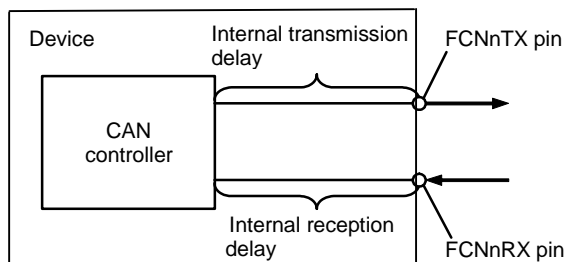 Device
Internal transmission
delay
FCNnTX pin
CAN
controller
Internal reception
delay
FCNnRX pin